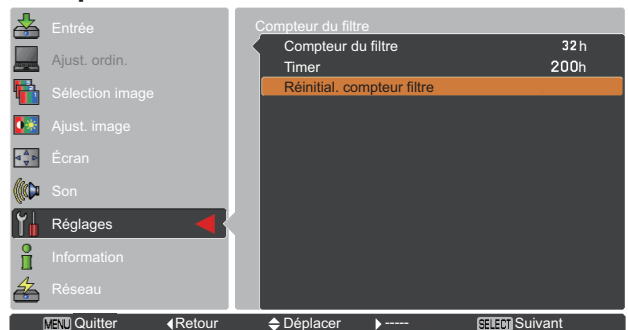 Entrée
Ajust. ordin.
Sélection image
Ajust. image
Écran
Son
Réglages
Information
Réseau
Compteur du filtre
Compteur du filtre 32 h
Timer 200h
Réinitial. compteur filtre
MENU Quitter Retour Déplacer ----- SELECT Suivant